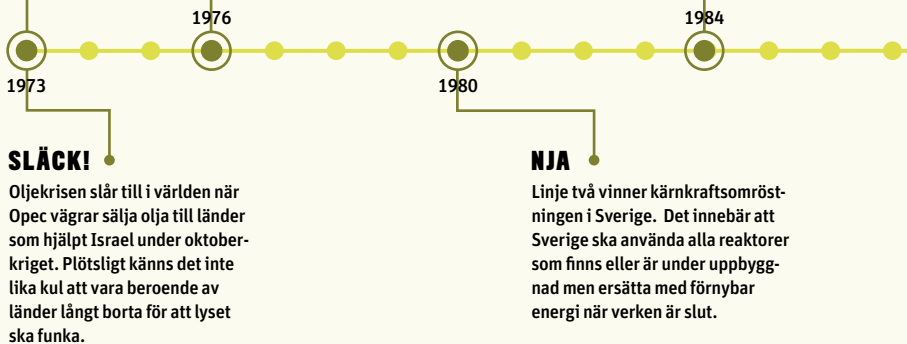 1976
1984
1973
1980
SLÄCK!
Oljekrisen slår till i världen när
Opec vägrar sälja olja till länder
som hjälpt Israel under oktober-
kriget. Plötsligt känns det inte
lika kul att vara beroende av
länder långt borta för att lyset
ska funka.
NJA
Linje två vinner kärnkraftsomröst-
ningen i Sverige.  Det innebär att
Sverige ska använda alla reaktorer
som finns eller är under uppbygg-
nad men ersätta med förnybar
energi när verken är slut.